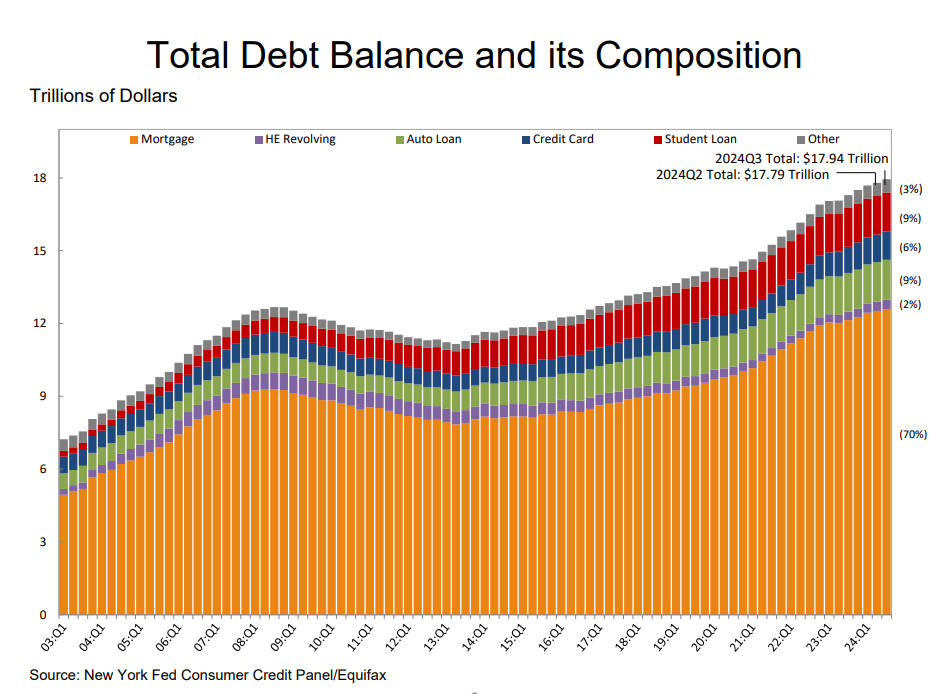 Total Debt Balance and its Composition
Trillions of Dollars
Mortgage HE Revolving Auto Loan Credit Card Student Loan Other
2024Q3 Total: $17.94 Trillion
2024Q2 Total: $17.79 Trillion
18
(3%)
(9%)
(6%)
15
(9%)
(2%)
12
9
(70%)
6
3
0
03:Q1 04:Q1 05:Q1 06:Q1 07:Q1 08:Q1 09:Q1 10:Q1 11:Q1 12:Q1 13:Q1 14:Q1 15:Q1 16:Q1 17:Q1 18:Q1 19:Q1 20:Q1 21:Q1 22:Q1 23:Q1 24:Q1
Source: New York Fed Consumer Credit Panel/Equifax